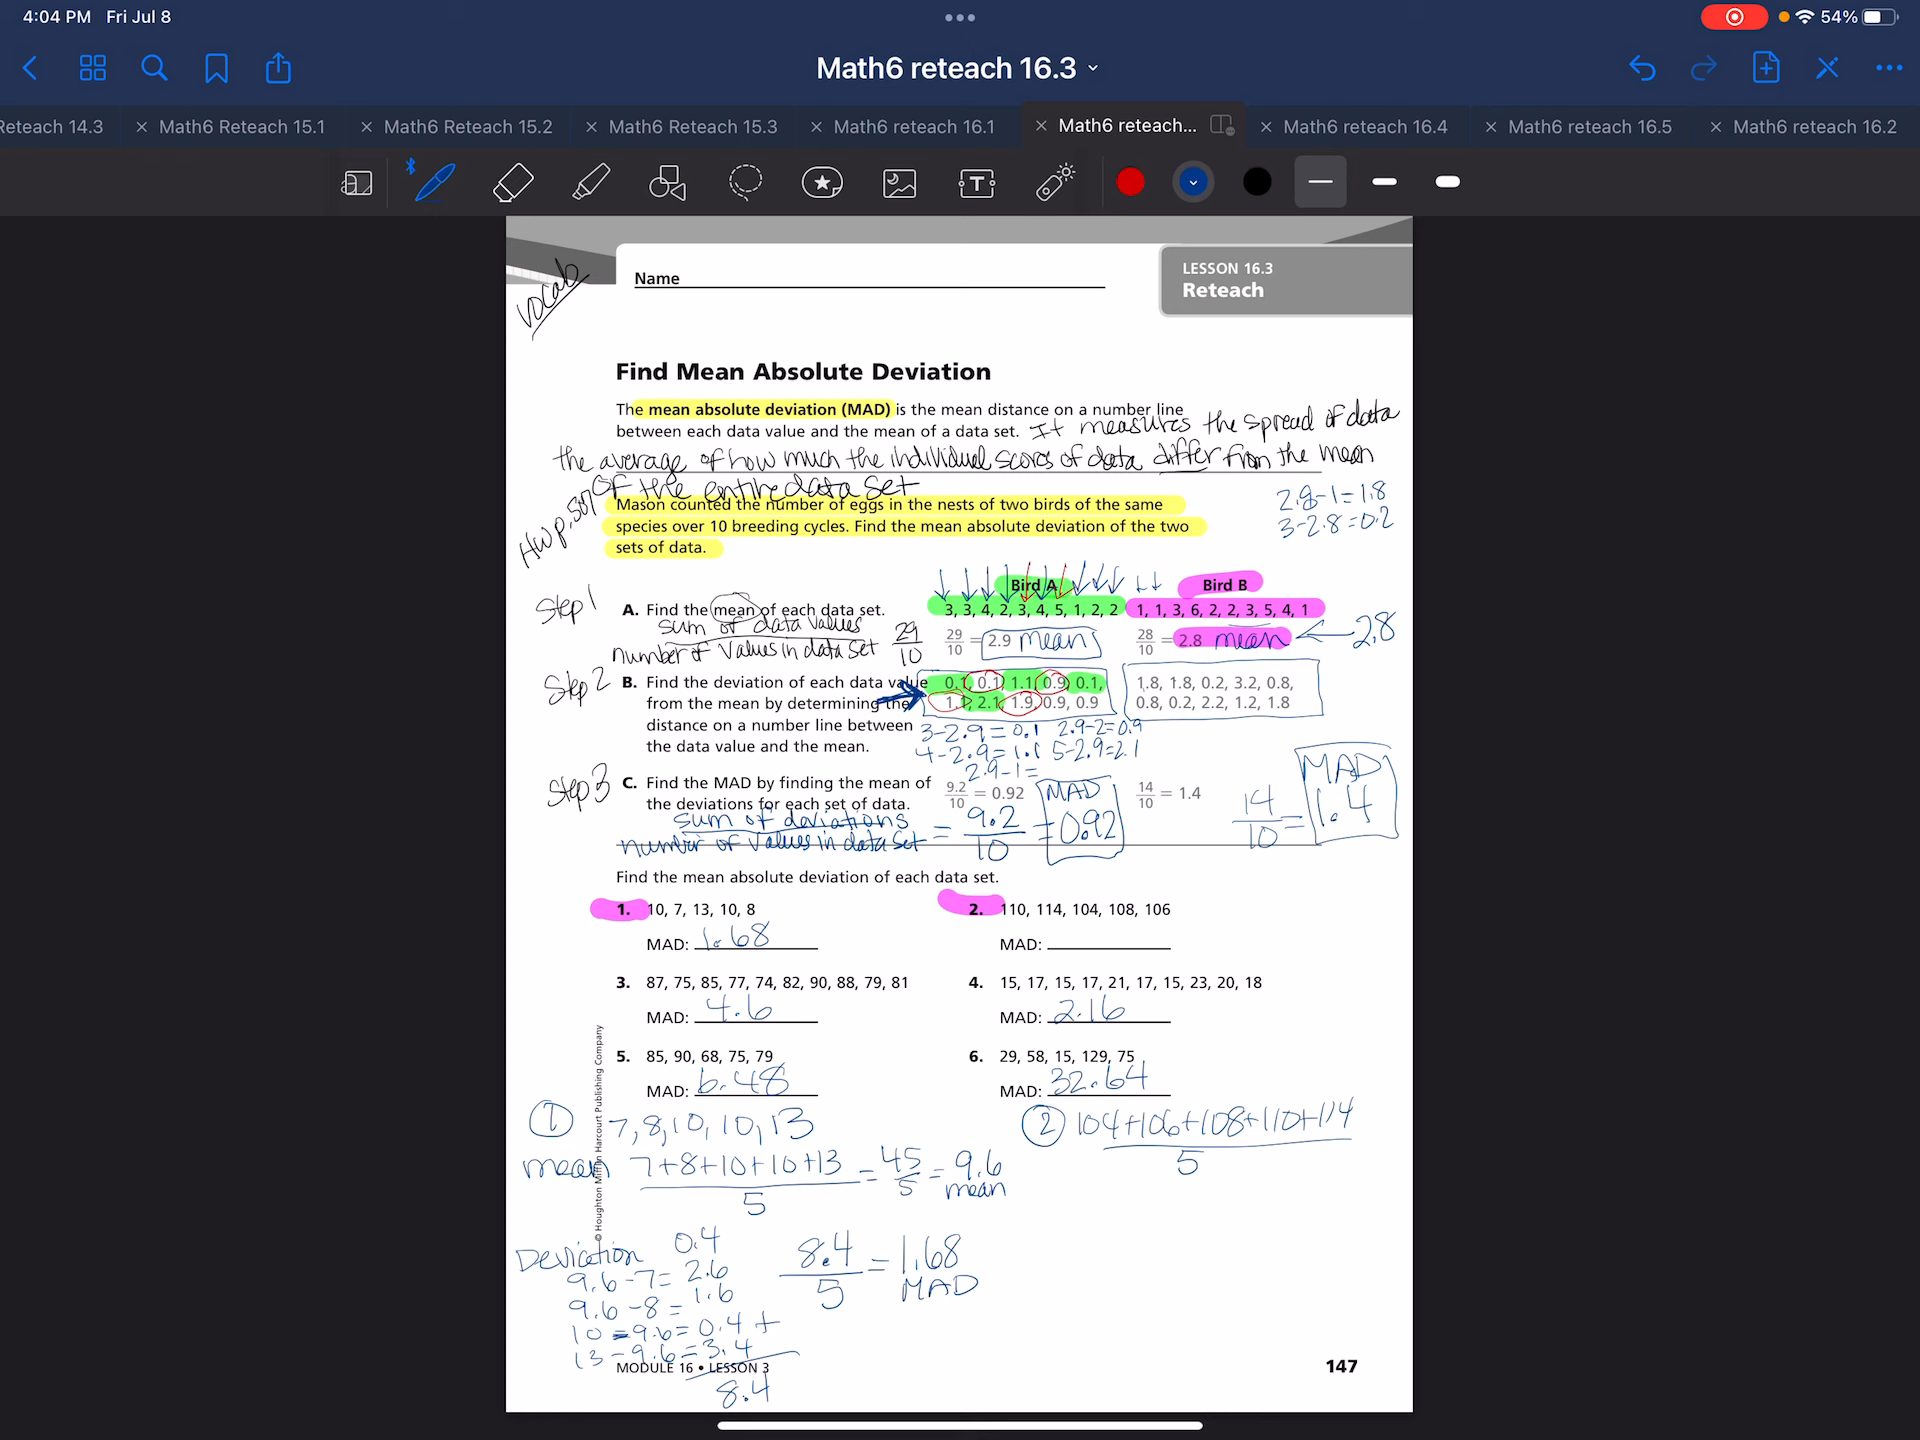 4:04 PM Fri Jul 8
54%
Math6 reteach 16.3
Reteach 14.3
Math6 Reteach 15.1
Math6 Reteach 15.2
Math6 Reteach 15.3
Math6 reteach 16.1
Math6 reteach...
Math6 reteach 16.4
Math6 reteach 16.5
Math6 reteach 16.2
vocab
Name
LESSON 16.3
Reteach
Find Mean Absolute Deviation
The mean absolute deviation (MAD) is the mean distance on a number line
between each data value and the mean of a data set. It measures the spread of data
the average of how much the individual scores of data differ from the mean
of the entire data set
HW p.507
Mason counted the number of eggs in the nests of two birds of the same
species over 10 breeding cycles. Find the mean absolute deviation of the two
sets of data.
2.8-1=1.8
3-2.8=0.2
Bird A Bird B
Step 1
A. Find the mean of each data set. 3, 3, 4, 2, 3, 4, 5, 1, 2, 2 1, 1, 3, 6, 2, 2, 3, 5, 4, 1
sum of data values
number of values in data set
29/10 29/10 = 2.9 mean 28/10 = 2.8 mean 2.8
Step 2
B. Find the deviation of each data value 0.1, 0.1, 1.1, 0.9, 0.1, 1.8, 1.8, 0.2, 3.2, 0.8,
from the mean by determining the 1.1, 2.1, 1.9, 0.9, 0.9 0.8, 0.2, 2.2, 1.2, 1.8
distance on a number line between 3-2.9=0.1 2.9-2=0.9
the data value and the mean. 4-2.9=1.1 5-2.9=2.1
2.9-1=
Step 3
C. Find the MAD by finding the mean of 9.2/10 = 0.92 MAD 14/10 = 1.4 MAD
the deviations for each set of data.
sum of deviations
number of values in data set = 9.2/10 = 0.92 14/10 = 1.4
Find the mean absolute deviation of each data set.
1. 10, 7, 13, 10, 8 2. 110, 114, 104, 108, 106
MAD: 1.68 MAD:
3. 87, 75, 85, 77, 74, 82, 90, 88, 79, 81 4. 15, 17, 15, 17, 21, 17, 15, 23, 20, 18
MAD: 4.6 MAD: 2.16
5. 85, 90, 68, 75, 79 6. 29, 58, 15, 129, 75
MAD: 6.48 MAD: 32.64
© Houghton Mifflin Harcourt Publishing Company
1 7, 8, 10, 10, 13 2 104+106+108+110+114
5
mean 7+8+10+10+13 = 45/5 = 9.6
5 mean
Deviation 0.4
9.6-7=2.6 8.4/5 = 1.68
9.6-8=1.6 MAD
10-9.6=0.4+
13-9.6=3.4
8.4
MODULE 16 • LESSON 3 147